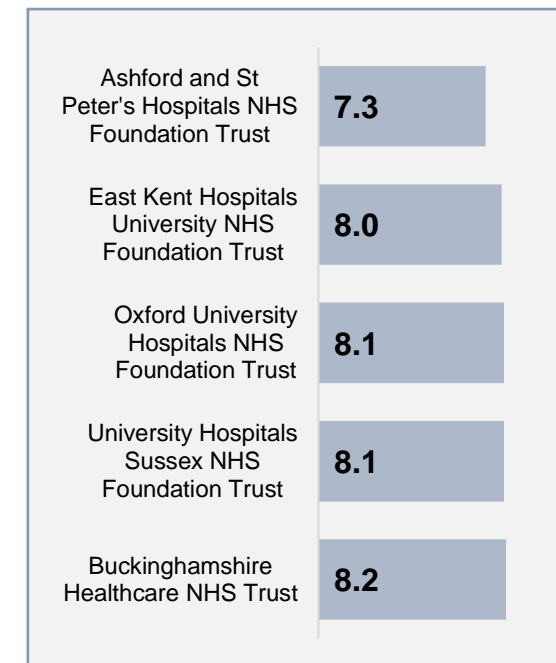 Ashford and St
Peter's Hospitals NHS
Foundation Trust
7.3
East Kent Hospitals
University NHS
Foundation Trust
8.0
Oxford University
Hospitals NHS
Foundation Trust
8.1
University Hospitals
Sussex NHS
Foundation Trust
8.1
Buckinghamshire
Healthcare NHS Trust
8.2